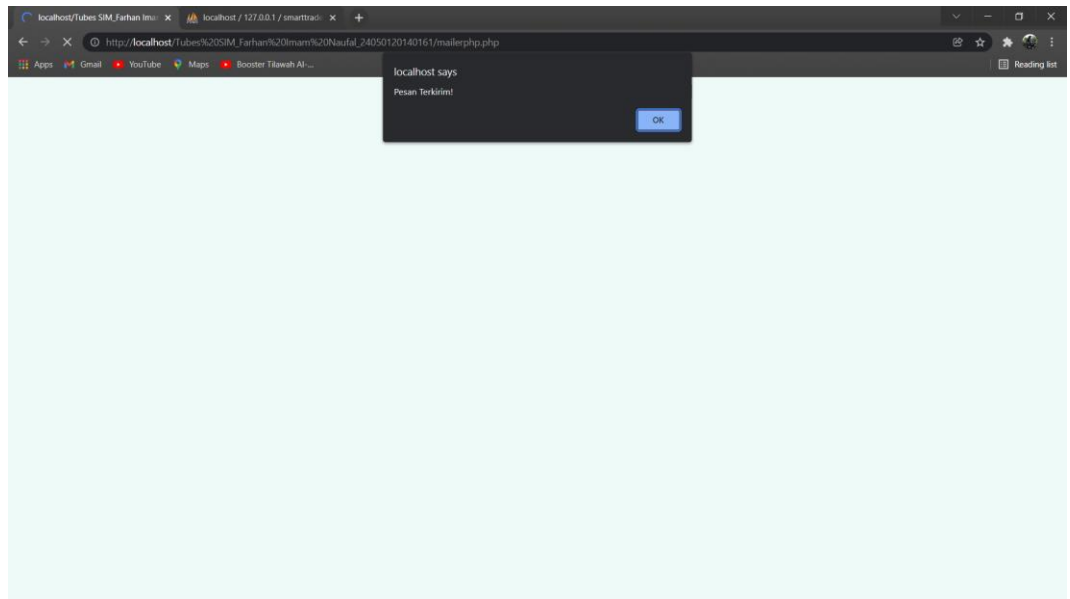 localhost/Tubes SIM_Farhan Ima
localhost / 127.0.0.1 / smarttrade
http://localhost/Tubes%20SIM_Farhan%20Imam%20Naufal_24050120140161/mailerphp.php
Apps Gmail YouTube Maps Booster Tilawah Al-... Reading list
localhost says
Pesan Terkirim!
OK